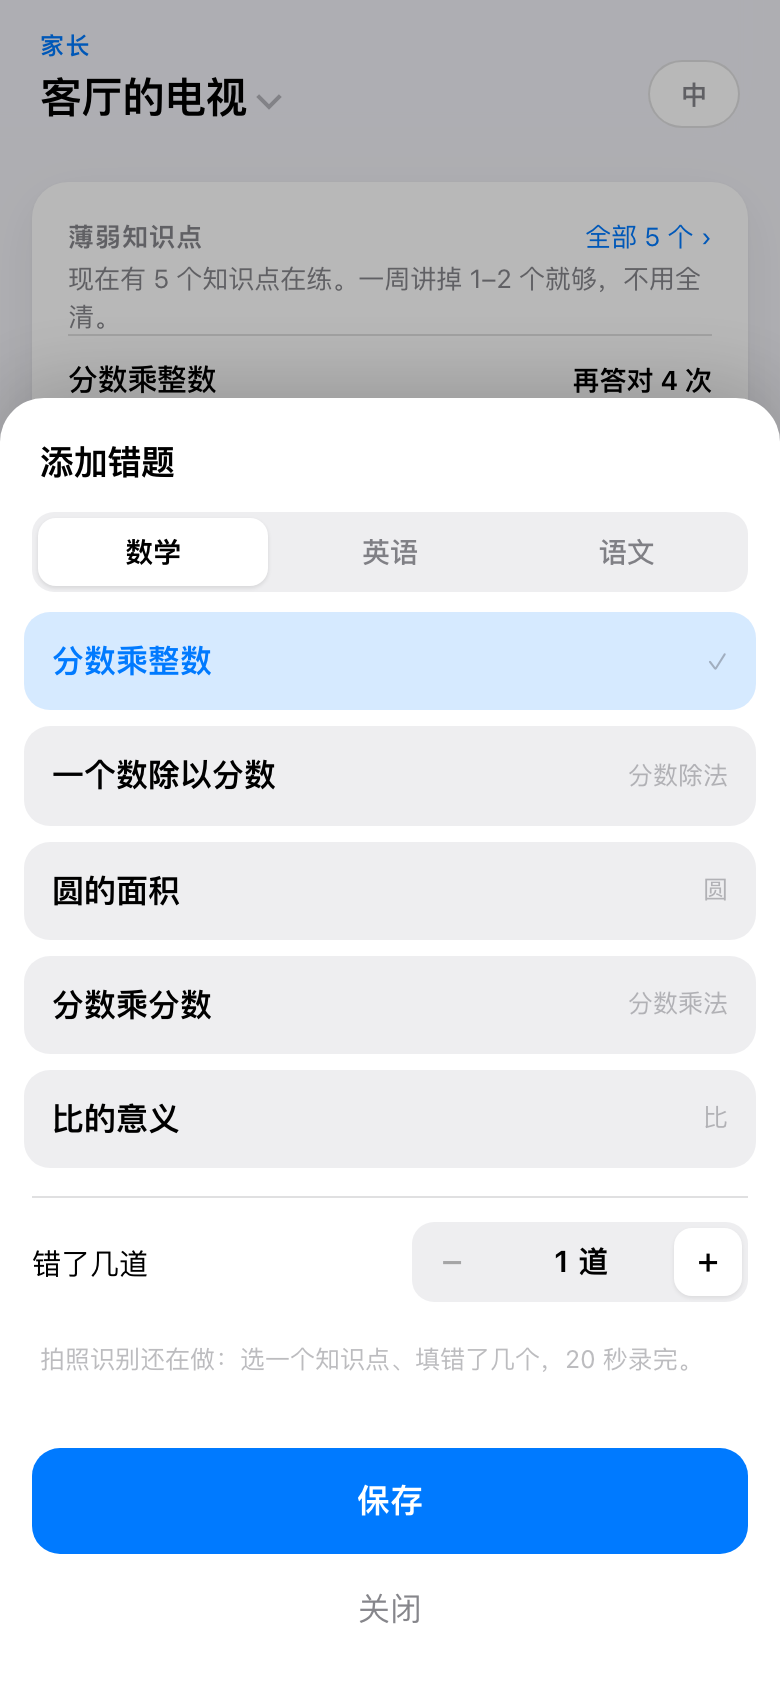 家长
客厅的电视
中
薄弱知识点
全部 5 个 ›
现在有 5 个知识点在练。一周讲掉 1–2 个就够，不用全
清。
分数乘整数
再答对 4 次
添加错题
数学
英语
语文
分数乘整数
✓
一个数除以分数
分数除法
圆的面积
圆
分数乘分数
分数乘法
比的意义
比
错了几道
−
1 道
+
拍照识别还在做：选一个知识点、填错了几个，20 秒录完。
保存
关闭